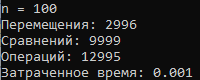 n = 100
Перемещения: 2996
Сравнений: 9999
Операций: 12995
Затраченное время: 0.001